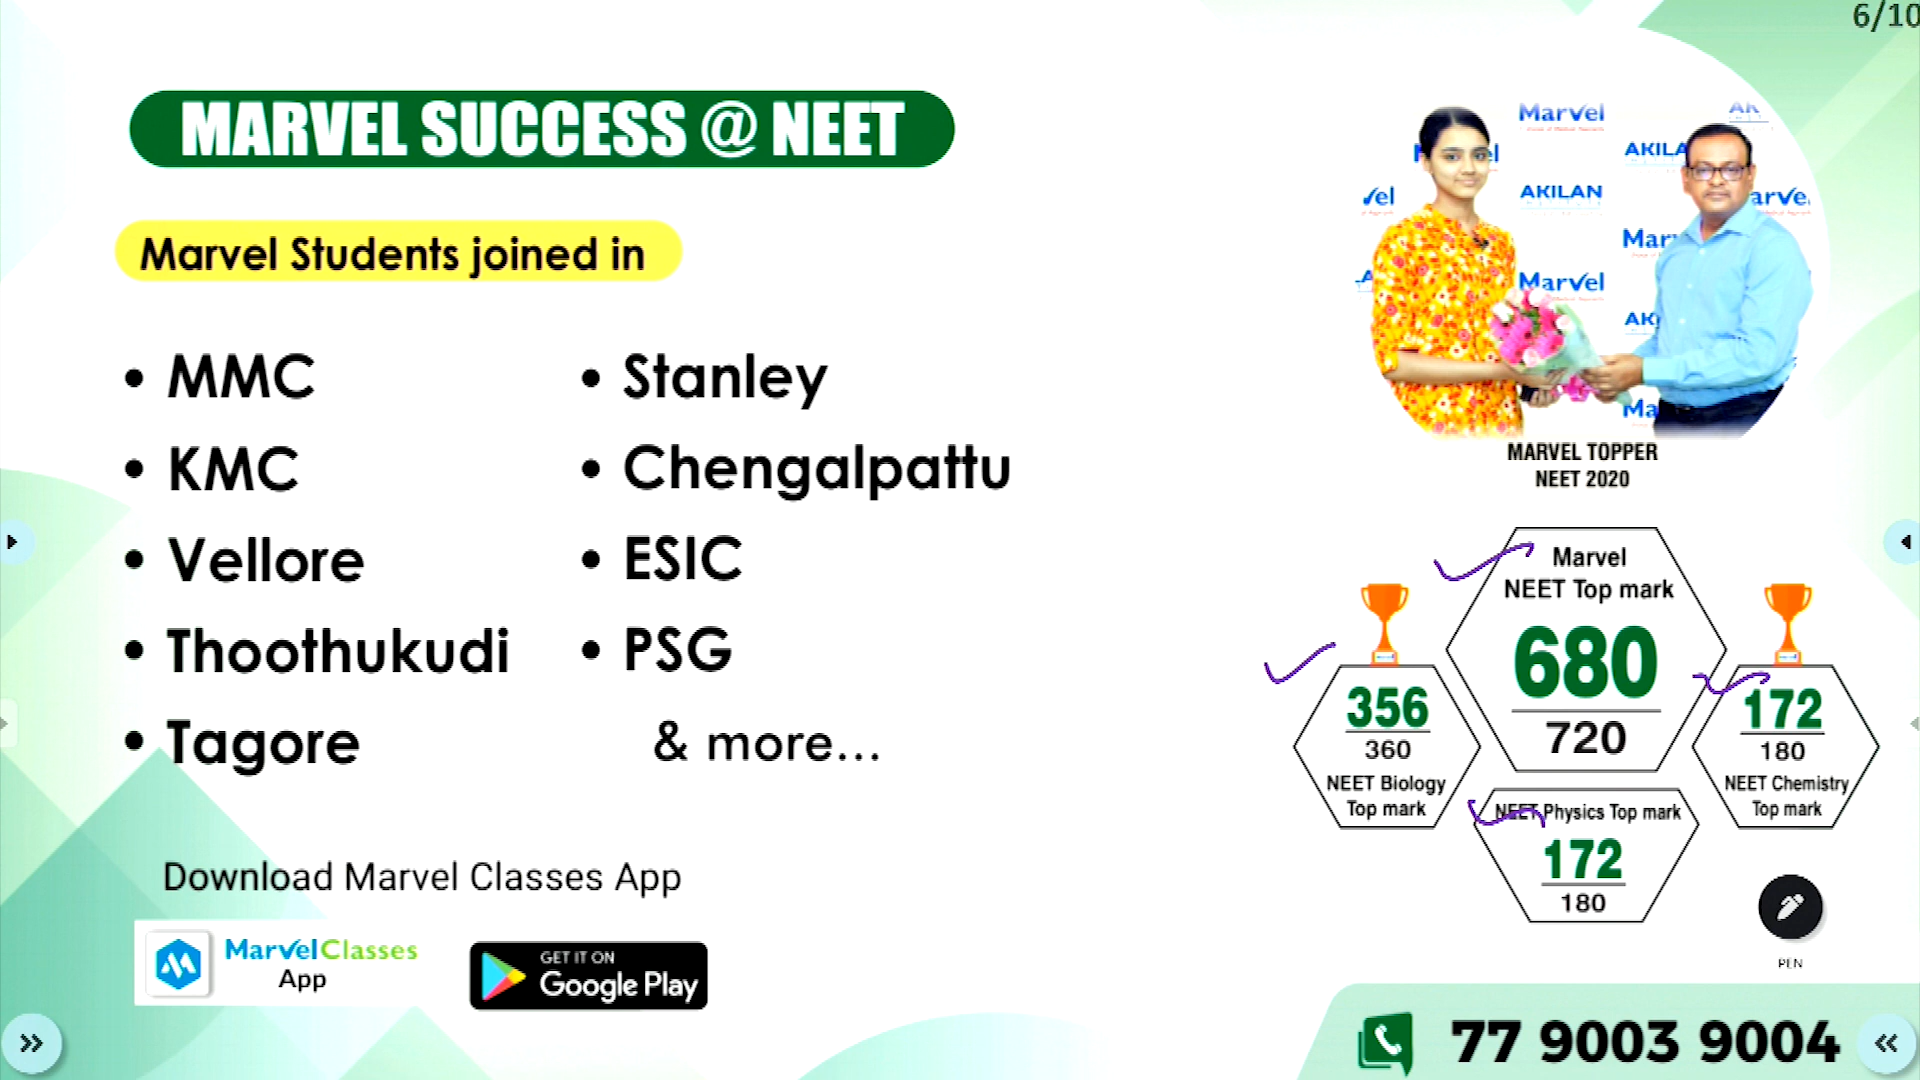 6/10
MARVEL SUCCESS @ NEET
Marvel Students joined in
• MMC
• KMC
• Vellore
• Thoothukudi
• Tagore
• Stanley
• Chengalpattu
• ESIC
• PSG
& more...
Download Marvel Classes App
MarvelClasses
App
GET IT ON
Google Play
Marvel
AKILAN
Marvel
MARVEL TOPPER
NEET 2020
Marvel
NEET Top mark
680
720
356
360
NEET Biology
Top mark
172
180
NEET Chemistry
Top mark
NEET Physics Top mark
172
180
PEN
77 9003 9004